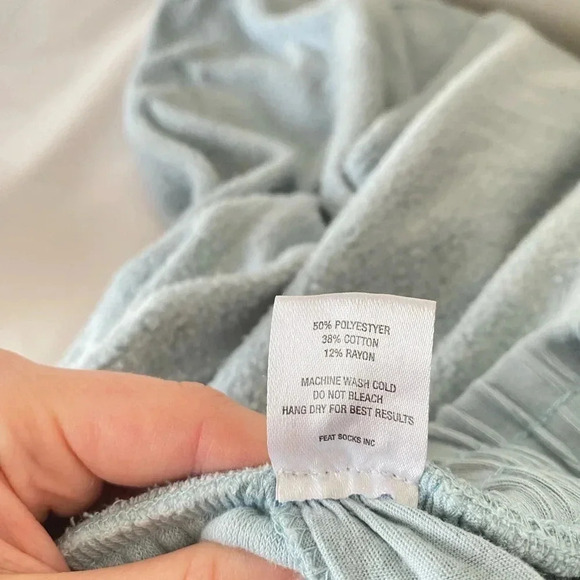 50% POLYESTYER
38% COTTON
12% RAYON
MACHINE WASH COLD
DO NOT BLEACH
HANG DRY FOR BEST RESULTS
FEAT SOCKS INC